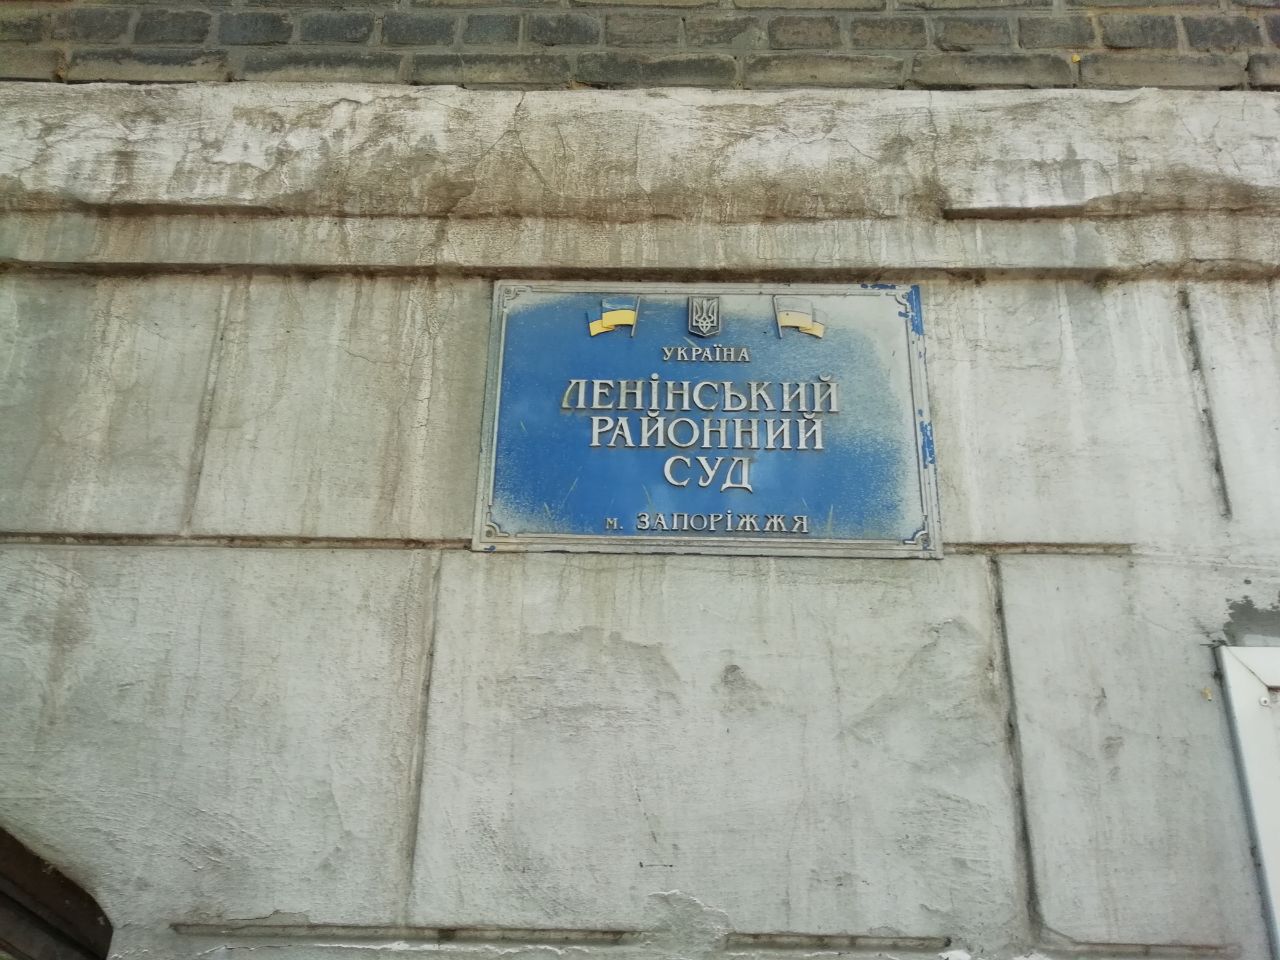 УКРАЇНА
ЛЕНІНСЬКИЙ
РАЙОННИЙ
СУД
м. ЗАПОРІЖЖЯ